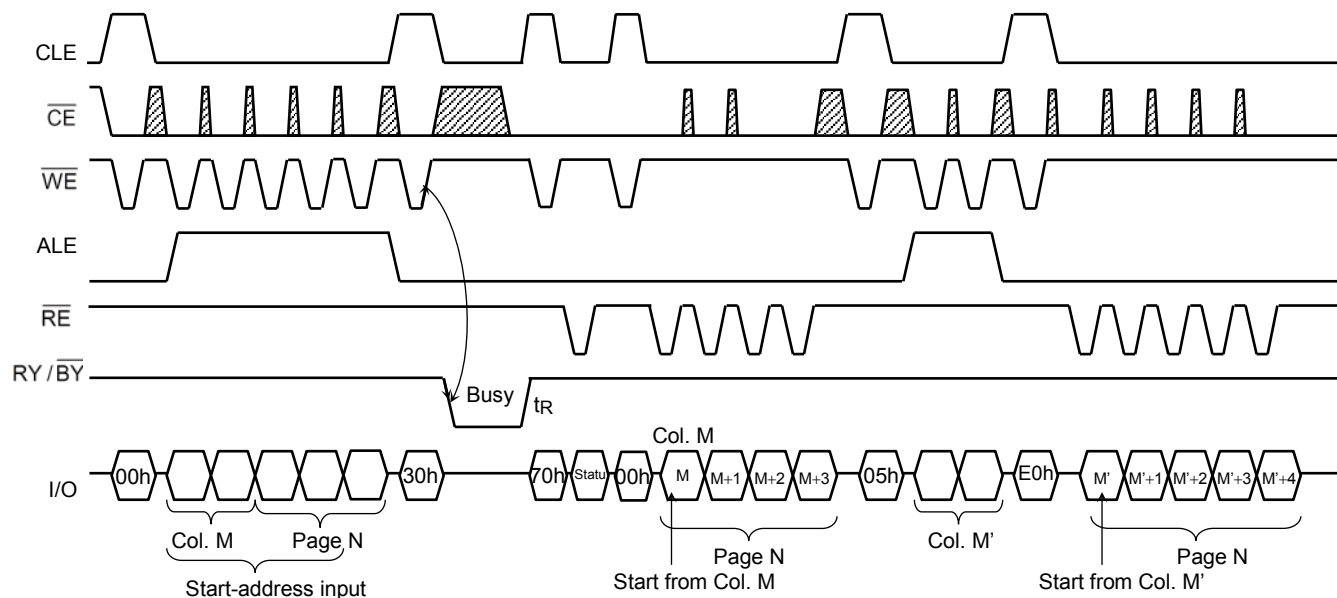 CLE
CE
WE
ALE
RE
RY / BY
Busy
tR
Col. M
I/O
00h
30h
70h
Statu
00h
M
M+1
M+2
M+3
05h
E0h
M'
M'+1
M'+2
M'+3
M'+4
Col. M
Page N
Page N
Col. M'
Page N
Start-address input
Start from Col. M
Start from Col. M'